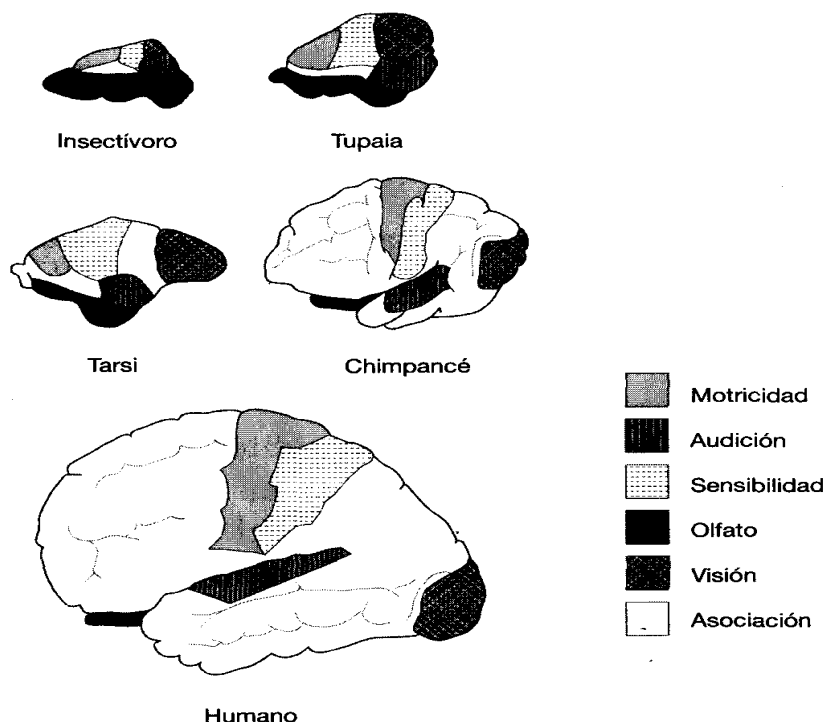 Insectívoro
Tupaia
Tarsi
Chimpancé
Motricidad
Audición
Sensibilidad
Olfato
Visión
Asociación
Humano